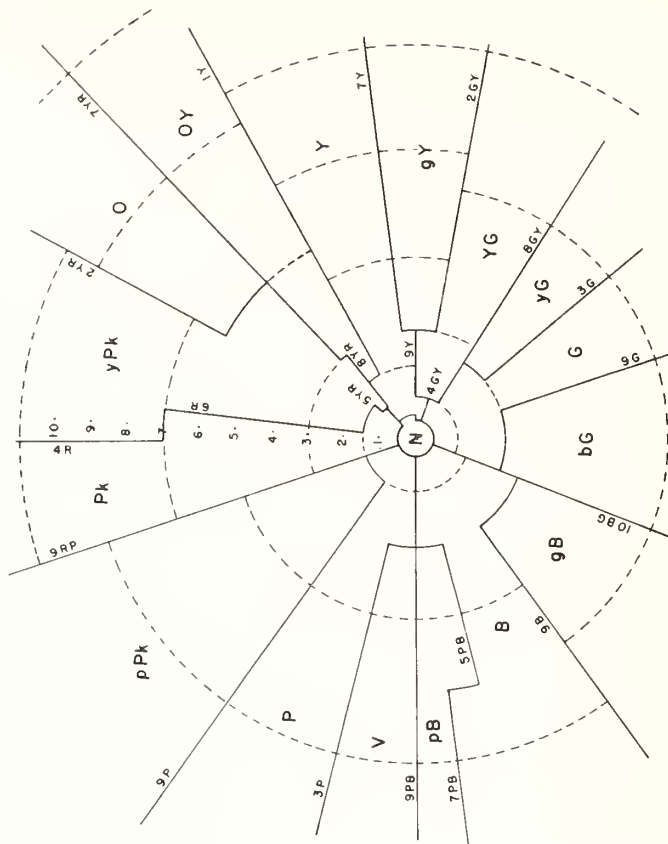 7YR
1Y
O
OY
7Y
2GY
Y
gY
2YR
yPk
YG
8GY
yG
3G
8YR
9Y
4GY
5YR
6R
G
9G
10.
9.
8.
7.
6.
5.
4.
3.
2.
1.
N
4R
Pk
bG
10BG
9RP
gB
pPk
B
9B
5PB
P
V
pB
9P
3P
9PB
7PB